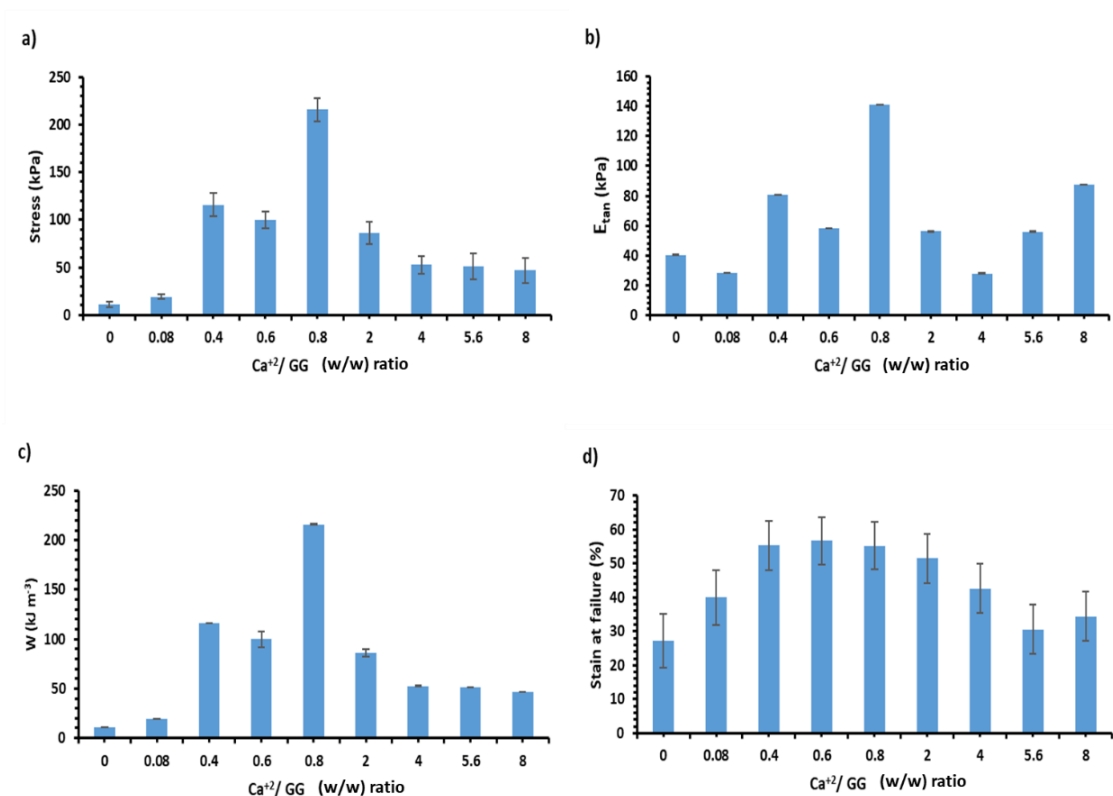 a)
250
200
150
100
50
0
Stress (kPa)
0 0.08 0.4 0.6 0.8 2 4 5.6 8
Ca⁺²/ GG (w/w) ratio
b)
160
140
120
100
80
60
40
20
0
E_tan (kPa)
0 0.08 0.4 0.6 0.8 2 4 5.6 8
Ca⁺²/ GG (w/w) ratio
c)
250
200
150
100
50
0
W (kJ m⁻³)
0 0.08 0.4 0.6 0.8 2 4 5.6 8
Ca⁺²/ GG (w/w) ratio
d)
70
60
50
40
30
20
10
0
Stain at failure (%)
0 0.08 0.4 0.6 0.8 2 4 5.6 8
Ca⁺²/ GG (w/w) ratio